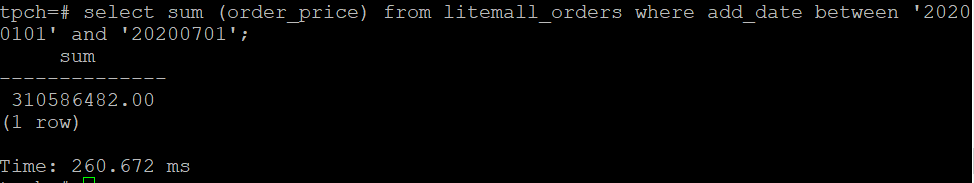 tpch=# select sum (order_price) from litemall_orders where add_date between '2020
0101' and '20200701';
     sum
--------------
 310586482.00
(1 row)

Time: 260.672 ms